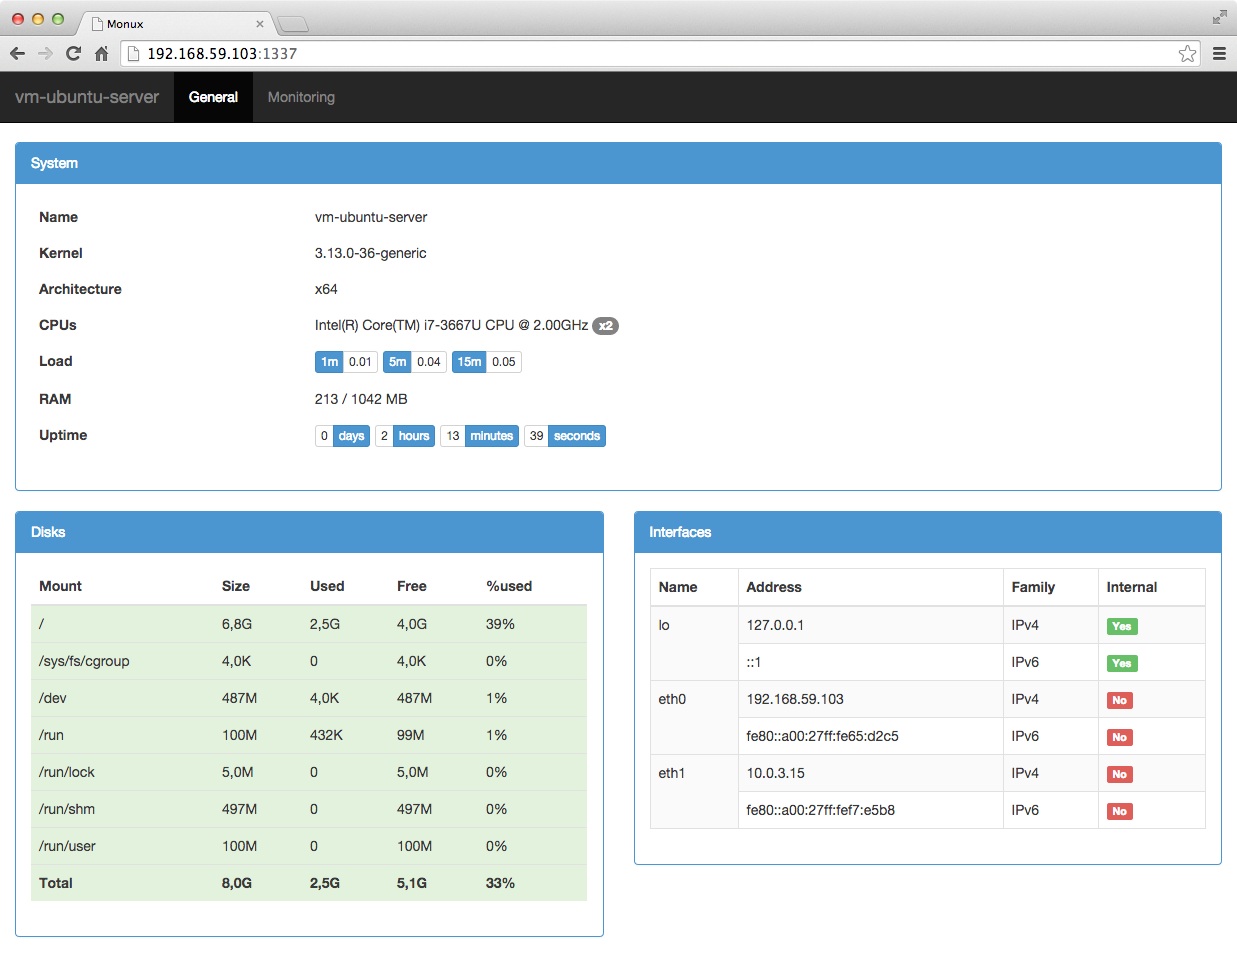 Monux
192.168.59.103:1337
vm-ubuntu-server General Monitoring
System
Name vm-ubuntu-server
Kernel 3.13.0-36-generic
Architecture x64
CPUs Intel(R) Core(TM) i7-3667U CPU @ 2.00GHz x2
Load 1m 0.01 5m 0.04 15m 0.05
RAM 213 / 1042 MB
Uptime 0 days 2 hours 13 minutes 39 seconds
Disks
Mount Size Used Free %used
/ 6,8G 2,5G 4,0G 39%
/sys/fs/cgroup 4,0K 0 4,0K 0%
/dev 487M 4,0K 487M 1%
/run 100M 432K 99M 1%
/run/lock 5,0M 0 5,0M 0%
/run/shm 497M 0 497M 0%
/run/user 100M 0 100M 0%
Total 8,0G 2,5G 5,1G 33%
Interfaces
Name Address Family Internal
lo 127.0.0.1 IPv4 Yes
::1 IPv6 Yes
eth0 192.168.59.103 IPv4 No
fe80::a00:27ff:fe65:d2c5 IPv6 No
eth1 10.0.3.15 IPv4 No
fe80::a00:27ff:fef7:e5b8 IPv6 No